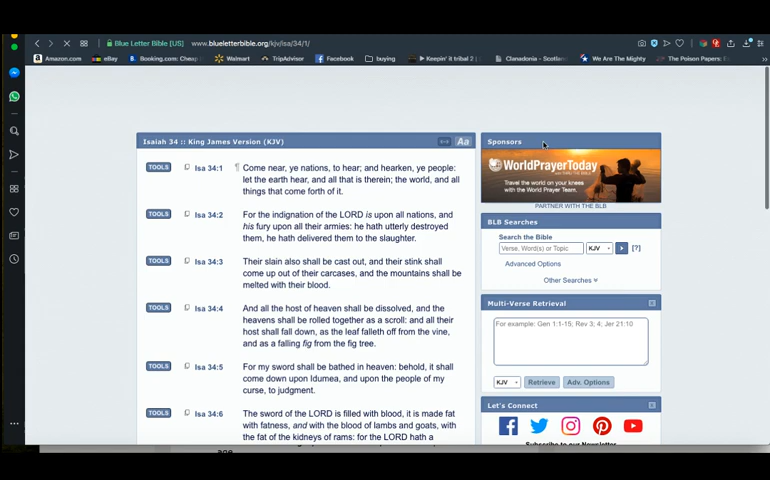 Blue Letter Bible [US] www.blueletterbible.org/kjv/isa/34/1/
Amazon.com eBay Booking.com: Cheap Walmart TripAdvisor Facebook buying Keepin' it tribal 2 Clanadonia - Scotlan We Are The Mighty The Poison Papers: E
Isaiah 34 :: King James Version (KJV)
Aa
TOOLS Isa 34:1 ¶ Come near, ye nations, to hear; and hearken, ye people:
let the earth hear, and all that is therein; the world, and all
things that come forth of it.
TOOLS Isa 34:2 For the indignation of the LORD is upon all nations, and
his fury upon all their armies: he hath utterly destroyed
them, he hath delivered them to the slaughter.
TOOLS Isa 34:3 Their slain also shall be cast out, and their stink shall
come up out of their carcases, and the mountains shall be
melted with their blood.
TOOLS Isa 34:4 And all the host of heaven shall be dissolved, and the
heavens shall be rolled together as a scroll: and all their
host shall fall down, as the leaf falleth off from the vine,
and as a falling fig from the fig tree.
TOOLS Isa 34:5 For my sword shall be bathed in heaven: behold, it shall
come down upon Idumea, and upon the people of my
curse, to judgment.
TOOLS Isa 34:6 The sword of the LORD is filled with blood, it is made fat
with fatness, and with the blood of lambs and goats, with
the fat of the kidneys of rams: for the LORD hath a
Sponsors
WorldPrayerToday
Travel the world on your knees
with the World Prayer Team.
PARTNER WITH THE BLB
BLB Searches
Search the Bible
Verse, Word(s) or Topic KJV [?]
Advanced Options
Other Searches
Multi-Verse Retrieval
For example: Gen 1:1-15; Rev 3; 4; Jer 21:10
KJV Retrieve Adv. Options
Let's Connect
Subscribe to our Newsletter
age